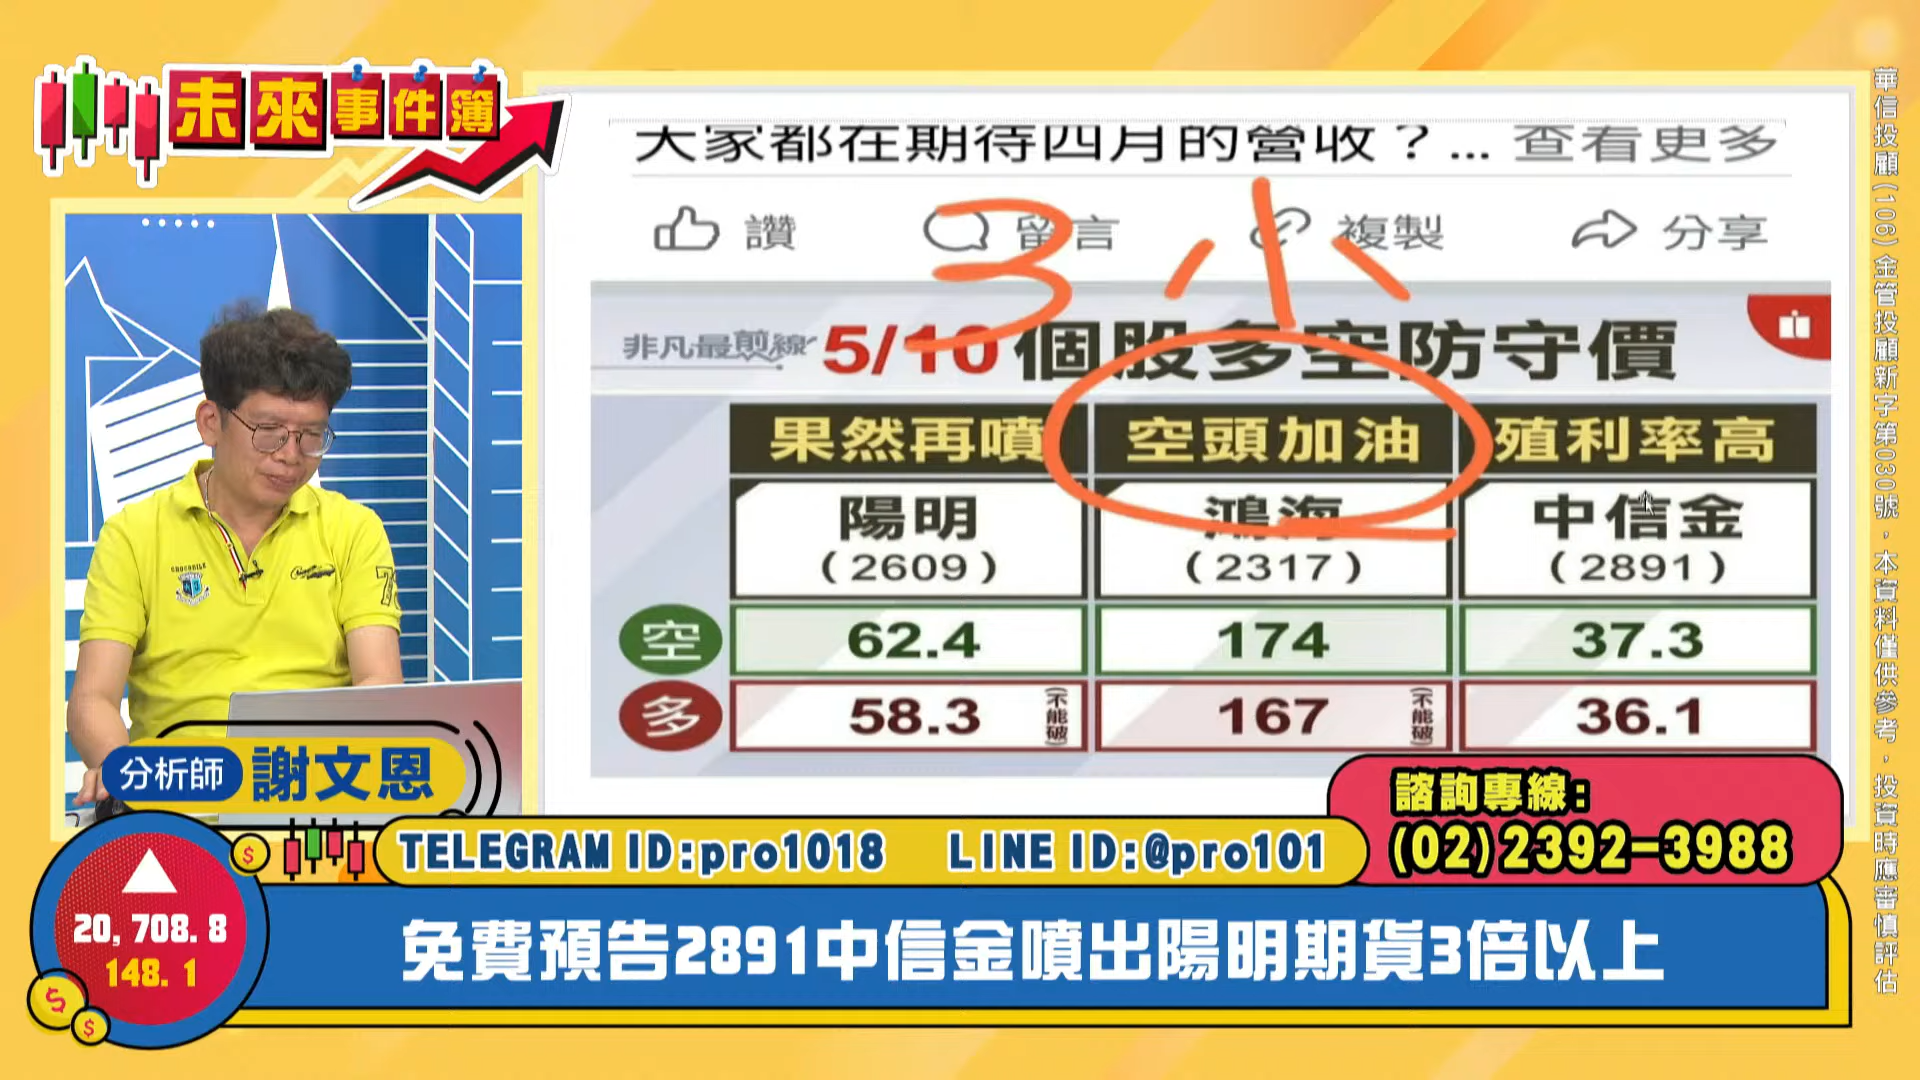 未來事件簿
大家都在期待四月的營收？... 查看更多
讚 留言 複製 分享
3小
非凡最前線 5/10 個股多空防守價
果然再噴 空頭加油 殖利率高
陽明 鴻海 中信金
(2609) (2317) (2891)
空 62.4 174 37.3
多 58.3 (不能破) 167 (不能破) 36.1
CROCODILE
分析師 謝文恩
諮詢專線:
(02)2392-3988
TELEGRAM ID:pro1018 LINE ID:@pro101
20,708.8
148.1
免費預告2891中信金噴出陽明期貨3倍以上
華信投顧(106)金管投顧新字第030號，本資料僅供參考，投資時應審慎評估